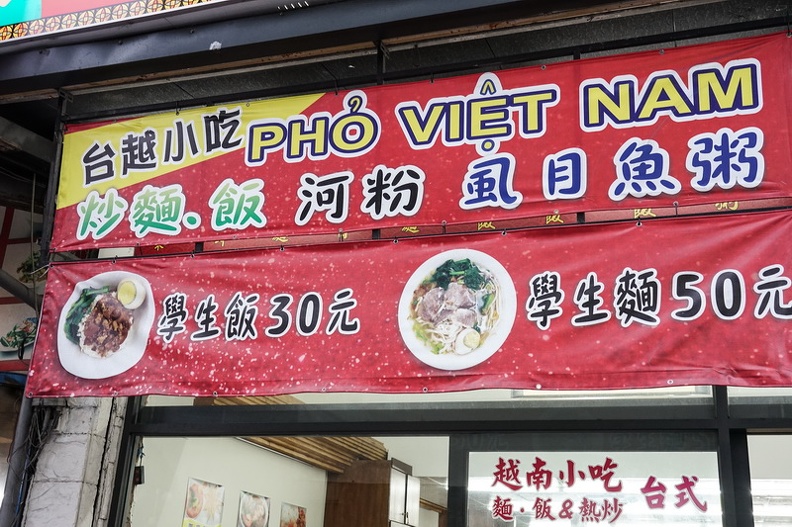 台越小吃 PHỞ VIỆT NAM
炒麵.飯 河粉 虱目魚粥
學生飯30元 學生麵50元
越南小吃 台式
麵·飯&熱炒